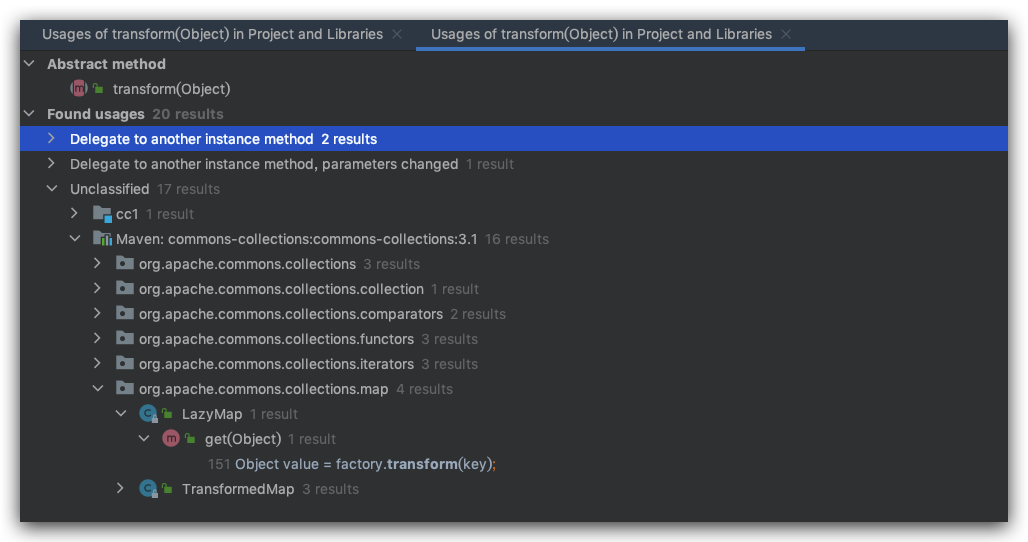 Usages of transform(Object) in Project and Libraries Usages of transform(Object) in Project and Libraries
Abstract method
m transform(Object)
Found usages 20 results
Delegate to another instance method 2 results
Delegate to another instance method, parameters changed 1 result
Unclassified 17 results
cc1 1 result
Maven: commons-collections:commons-collections:3.1 16 results
org.apache.commons.collections 3 results
org.apache.commons.collections.collection 1 result
org.apache.commons.collections.comparators 2 results
org.apache.commons.collections.functors 3 results
org.apache.commons.collections.iterators 3 results
org.apache.commons.collections.map 4 results
C LazyMap 1 result
m get(Object) 1 result
151 Object value = factory.transform(key);
C TransformedMap 3 results